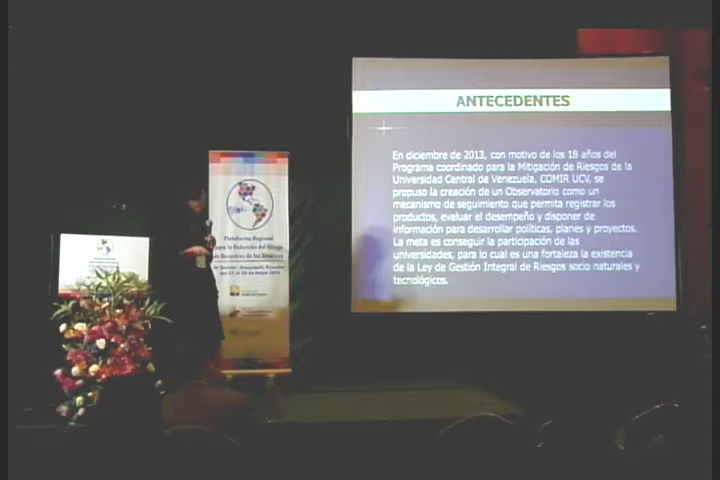 ANTECEDENTES
En diciembre de 2013, con motivo de los 18 años del
Programa coordinado para la Mitigación de Riesgos de la
Universidad Central de Venezuela, COMIR UCV, se
propuso la creación de un Observatorio como un
mecanismo de seguimiento que permita registrar los
productos, evaluar el desempeño y disponer de
información para desarrollar políticas, planes y proyectos.
La meta es conseguir la participación de las
universidades, para lo cual es una fortaleza la existencia
de la Ley de Gestión Integral de Riesgos socio naturales y
tecnológicos.
Plataforma Regional
para la Reducción del Riesgo
de Desastres de las Américas